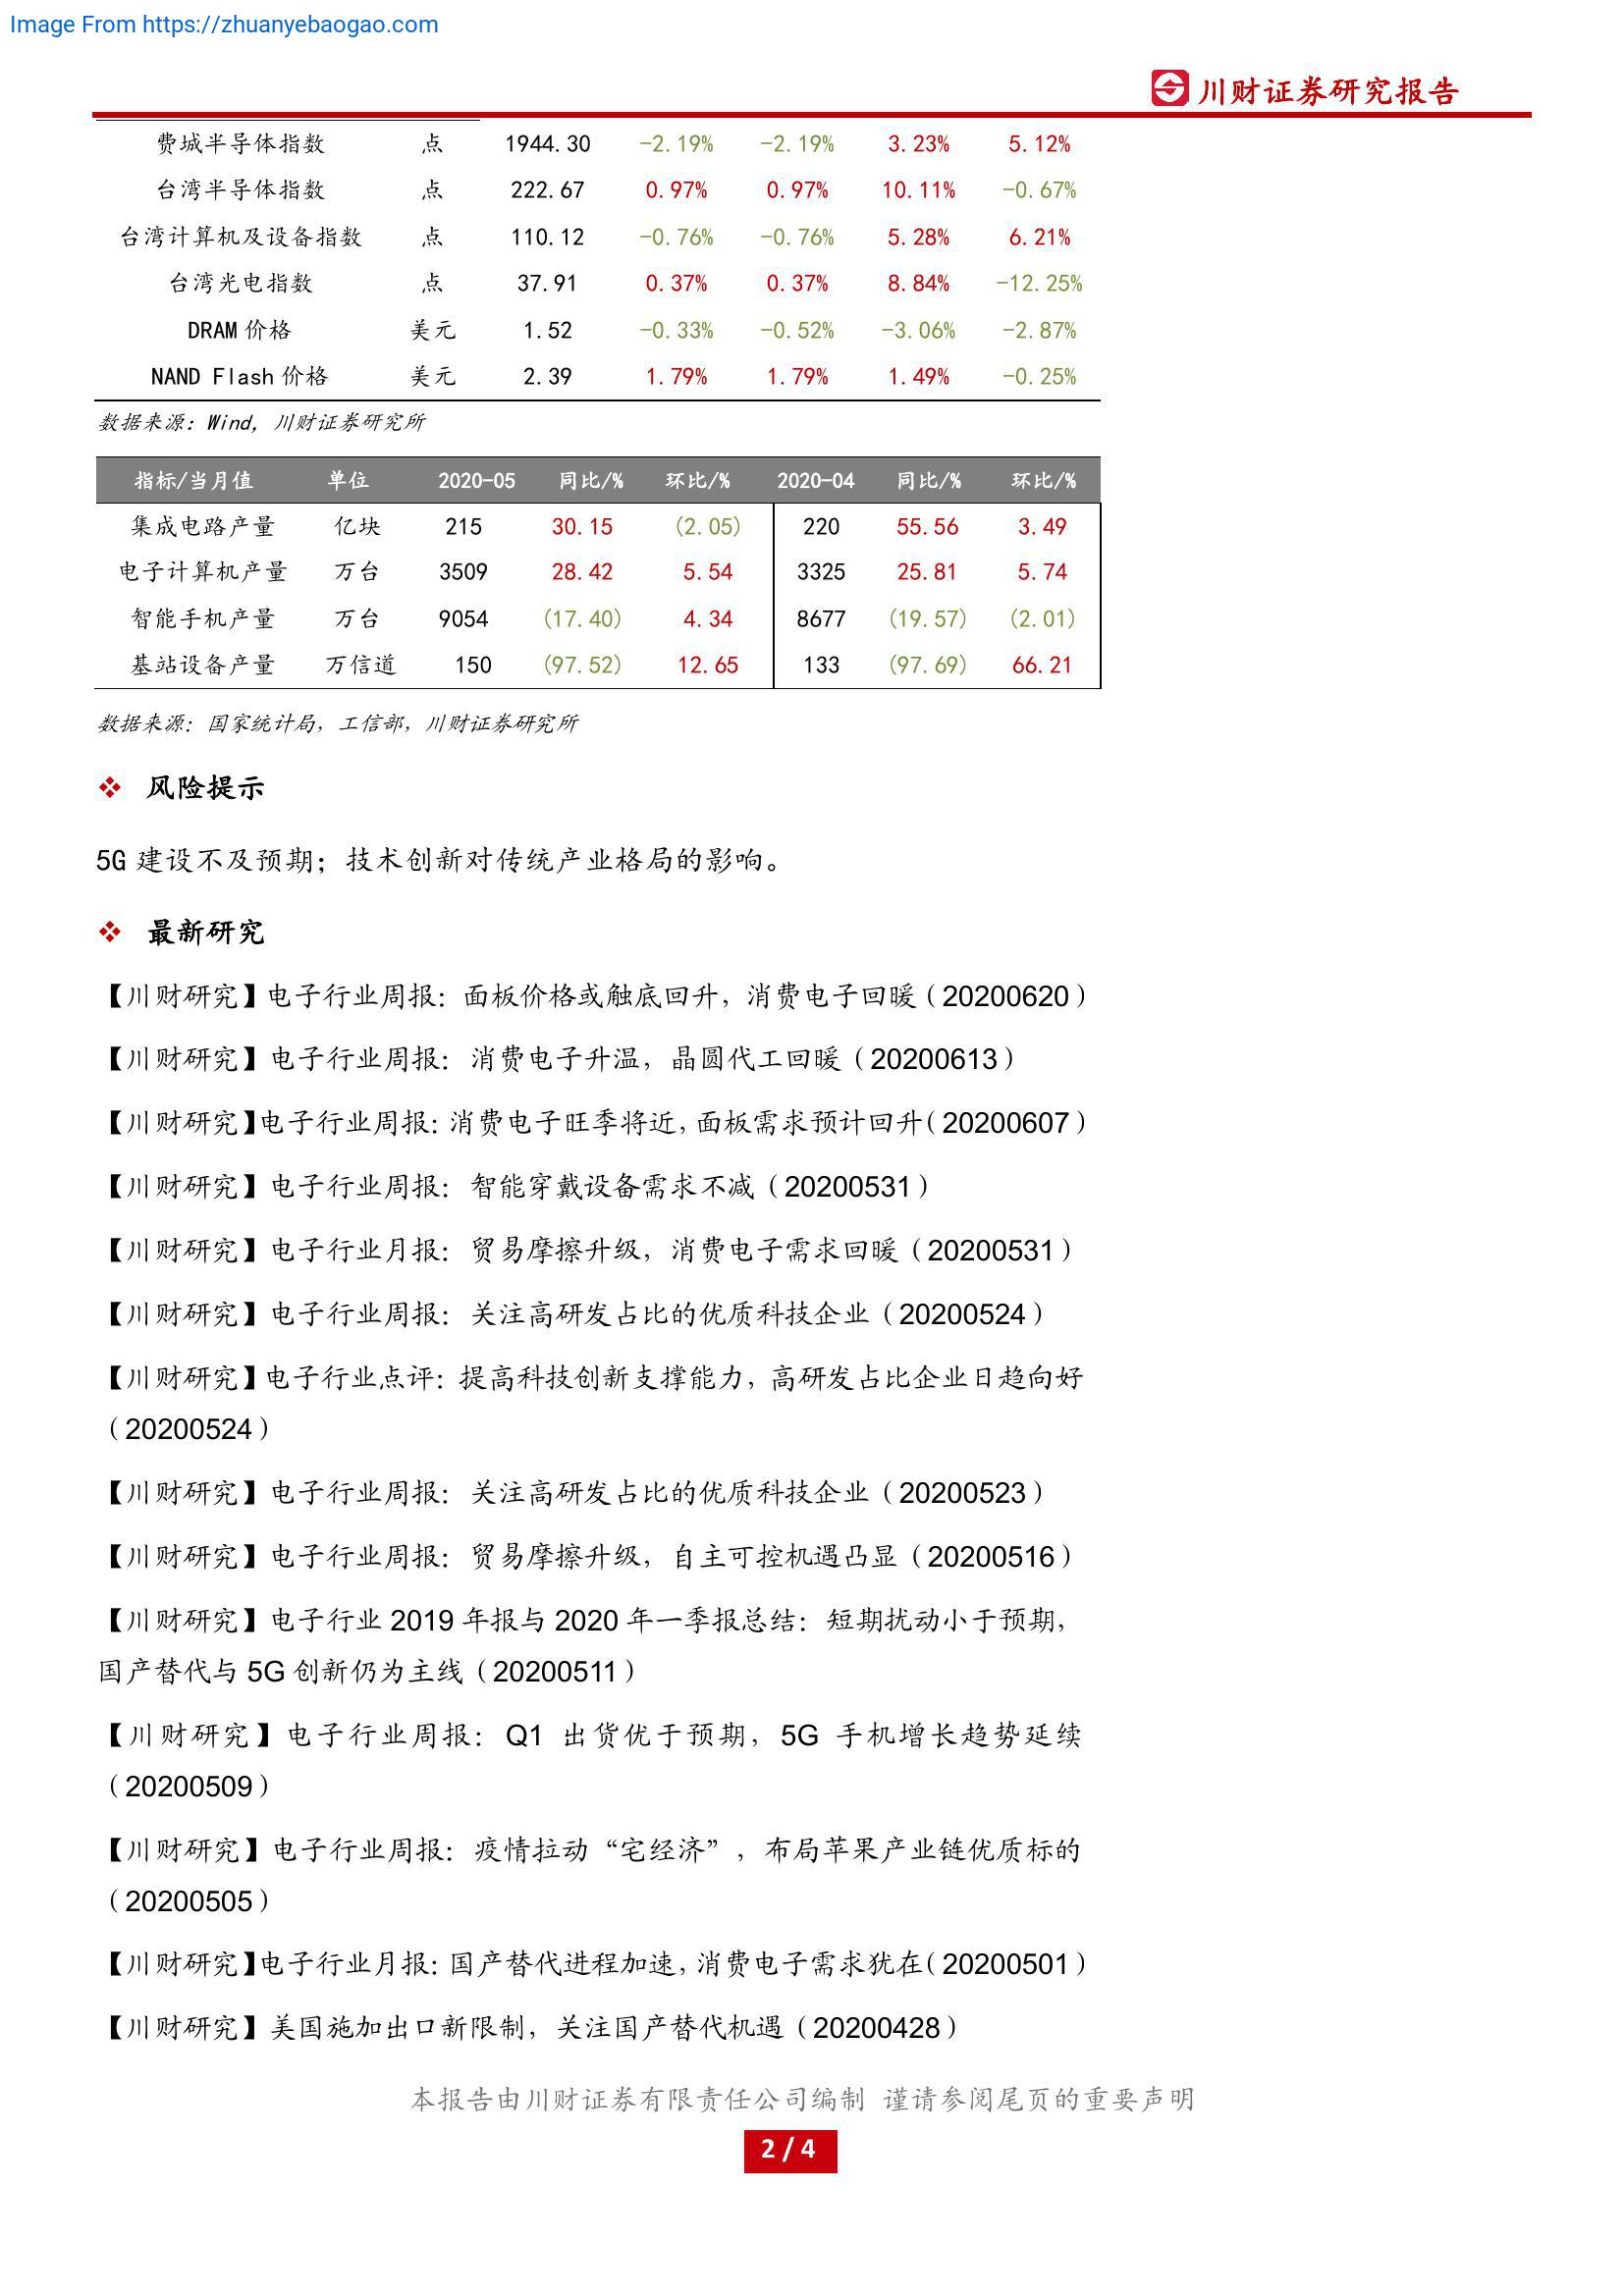 Image From https://zhuanyebaogao.com
川财证券研究报告
费城半导体指数 点 1944.30 -2.19% -2.19% 3.23% 5.12%
台湾半导体指数 点 222.67 0.97% 0.97% 10.11% -0.67%
台湾计算机及设备指数 点 110.12 -0.76% -0.76% 5.28% 6.21%
台湾光电指数 点 37.91 0.37% 0.37% 8.84% -12.25%
DRAM 价格 美元 1.52 -0.33% -0.52% -3.06% -2.87%
NAND Flash 价格 美元 2.39 1.79% 1.79% 1.49% -0.25%
数据来源：Wind，川财证券研究所
指标/当月值 单位 2020-05 同比/% 环比/% 2020-04 同比/% 环比/%
集成电路产量 亿块 215 30.15 (2.05) 220 55.56 3.49
电子计算机产量 万台 3509 28.42 5.54 3325 25.81 5.74
智能手机产量 万台 9054 (17.40) 4.34 8677 (19.57) (2.01)
基站设备产量 万信道 150 (97.52) 12.65 133 (97.69) 66.21
数据来源：国家统计局，工信部，川财证券研究所
❖ 风险提示
5G 建设不及预期；技术创新对传统产业格局的影响。
❖ 最新研究
【川财研究】电子行业周报：面板价格或触底回升，消费电子回暖（20200620）
【川财研究】电子行业周报：消费电子升温，晶圆代工回暖（20200613）
【川财研究】电子行业周报：消费电子旺季将近，面板需求预计回升（20200607）
【川财研究】电子行业周报：智能穿戴设备需求不减（20200531）
【川财研究】电子行业月报：贸易摩擦升级，消费电子需求回暖（20200531）
【川财研究】电子行业周报：关注高研发占比的优质科技企业（20200524）
【川财研究】电子行业点评：提高科技创新支撑能力，高研发占比企业日趋向好
（20200524）
【川财研究】电子行业周报：关注高研发占比的优质科技企业（20200523）
【川财研究】电子行业周报：贸易摩擦升级，自主可控机遇凸显（20200516）
【川财研究】电子行业 2019 年报与 2020 年一季报总结：短期扰动小于预期，
国产替代与 5G 创新仍为主线（20200511）
【川财研究】电子行业周报：Q1 出货优于预期，5G 手机增长趋势延续
（20200509）
【川财研究】电子行业周报：疫情拉动“宅经济”，布局苹果产业链优质标的
（20200505）
【川财研究】电子行业月报：国产替代进程加速，消费电子需求犹在（20200501）
【川财研究】美国施加出口新限制，关注国产替代机遇（20200428）
本报告由川财证券有限责任公司编制 谨请参阅尾页的重要声明
2 / 4